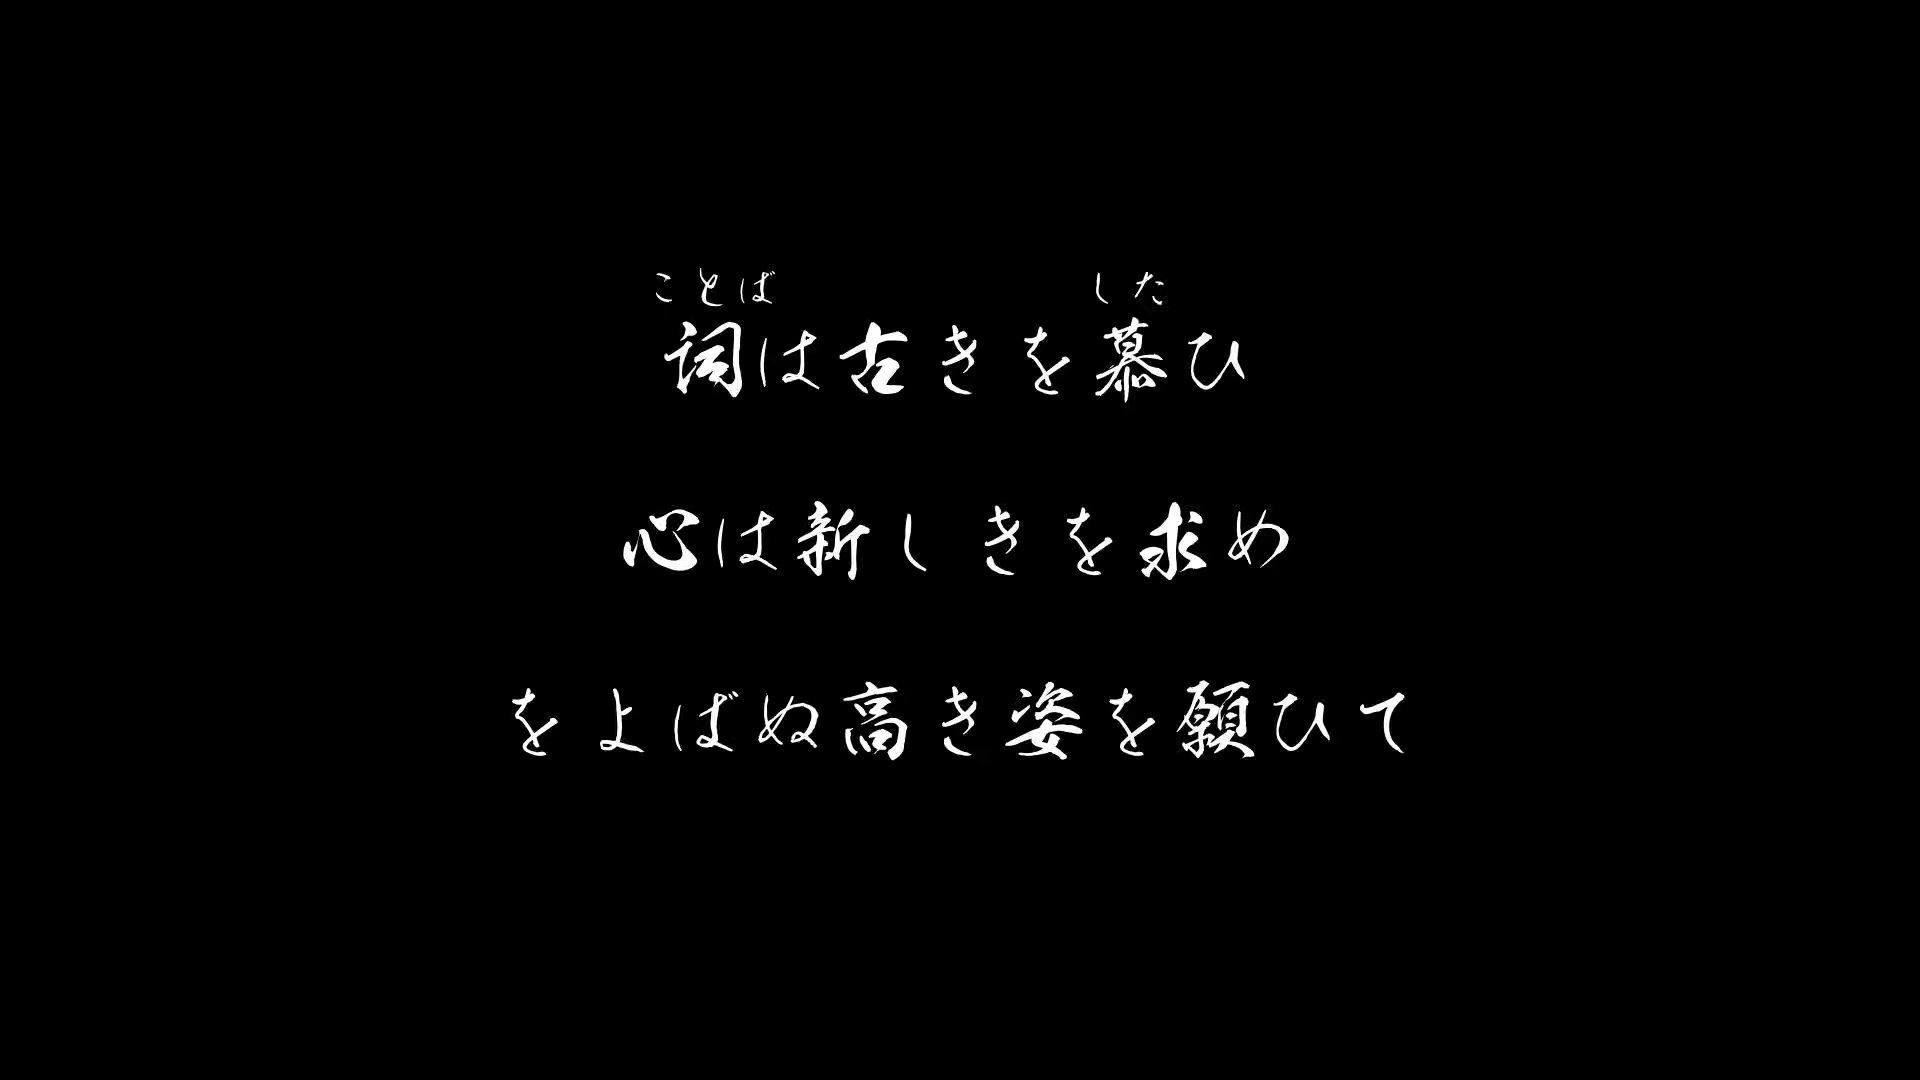 ことば した
詞は古きを慕ひ
心は新しきを求め
をよばぬ高き姿を願ひて